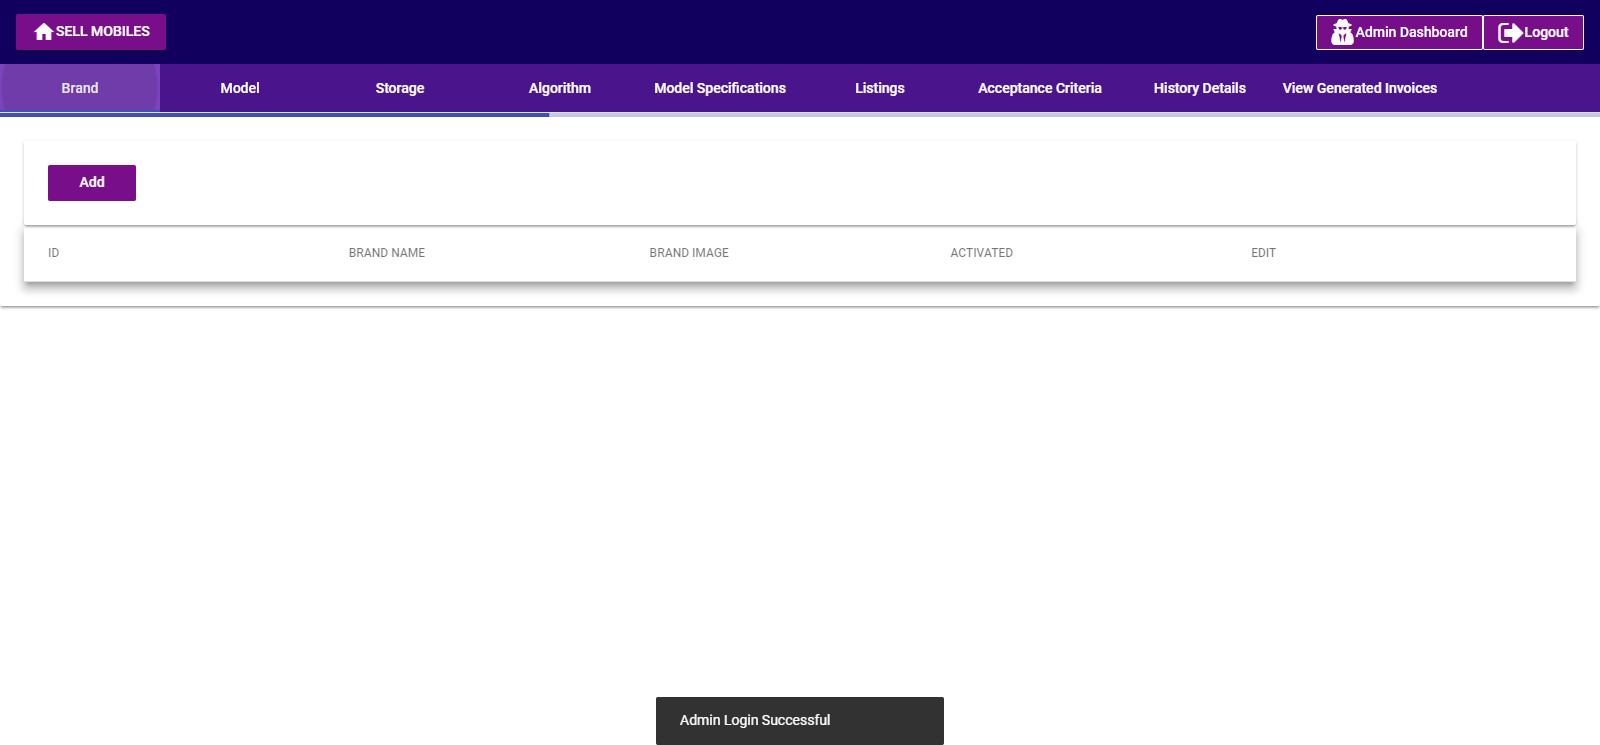 SELL MOBILES
Admin Dashboard Logout
Brand Model Storage Algorithm Model Specifications Listings Acceptance Criteria History Details View Generated Invoices
Add
ID BRAND NAME BRAND IMAGE ACTIVATED EDIT
Admin Login Successful